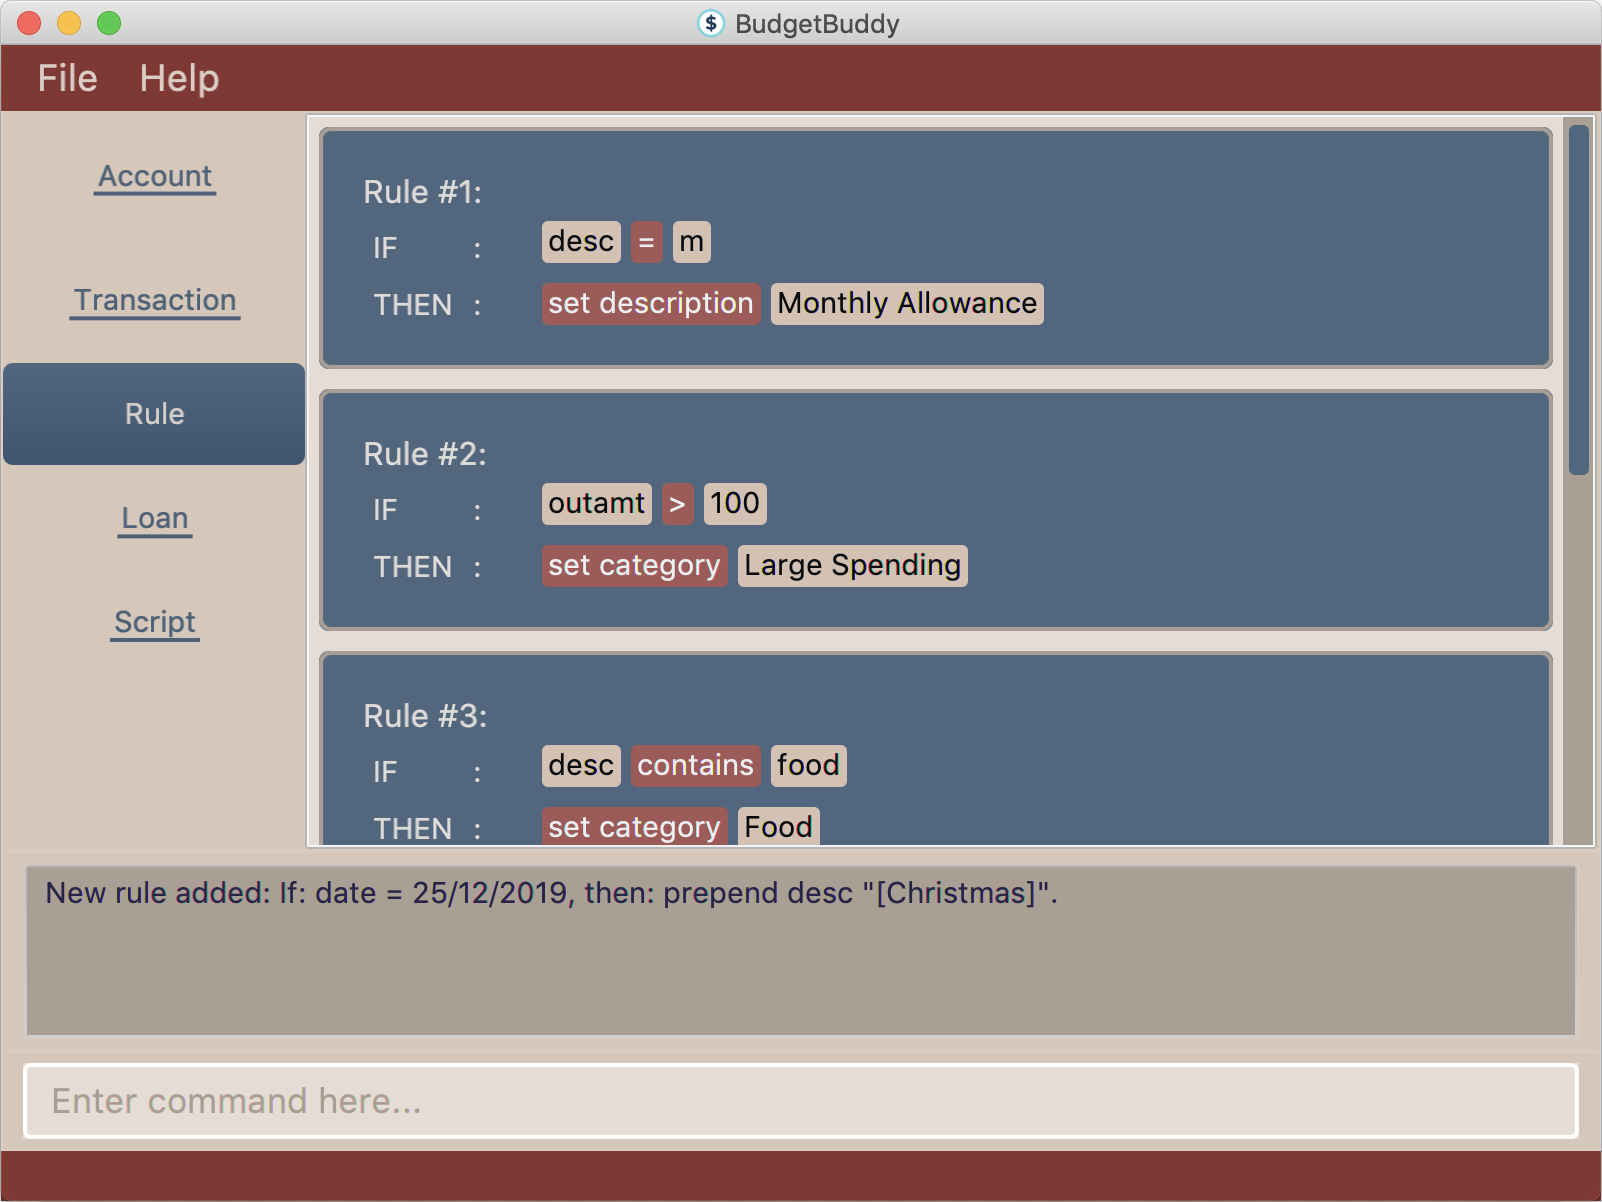 $ BudgetBuddy
File Help
Account
Transaction
Rule
Loan
Script
Rule #1:
IF : desc = m
THEN : set description Monthly Allowance
Rule #2:
IF : outamt > 100
THEN : set category Large Spending
Rule #3:
IF : desc contains food
THEN : set category Food
New rule added: If: date = 25/12/2019, then: prepend desc "[Christmas]".
Enter command here...